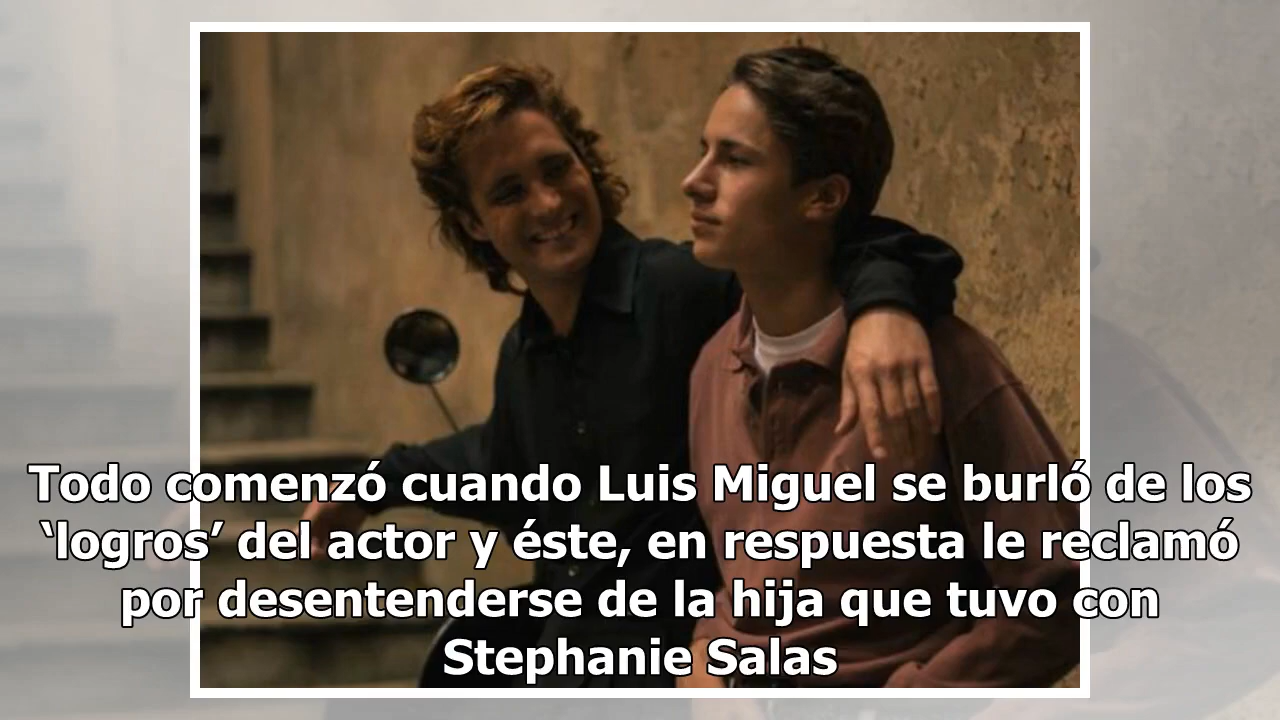 Todo comenzó cuando Luis Miguel se burló de los
‘logros’ del actor y éste, en respuesta le reclamó
por desentenderse de la hija que tuvo con
Stephanie Salas